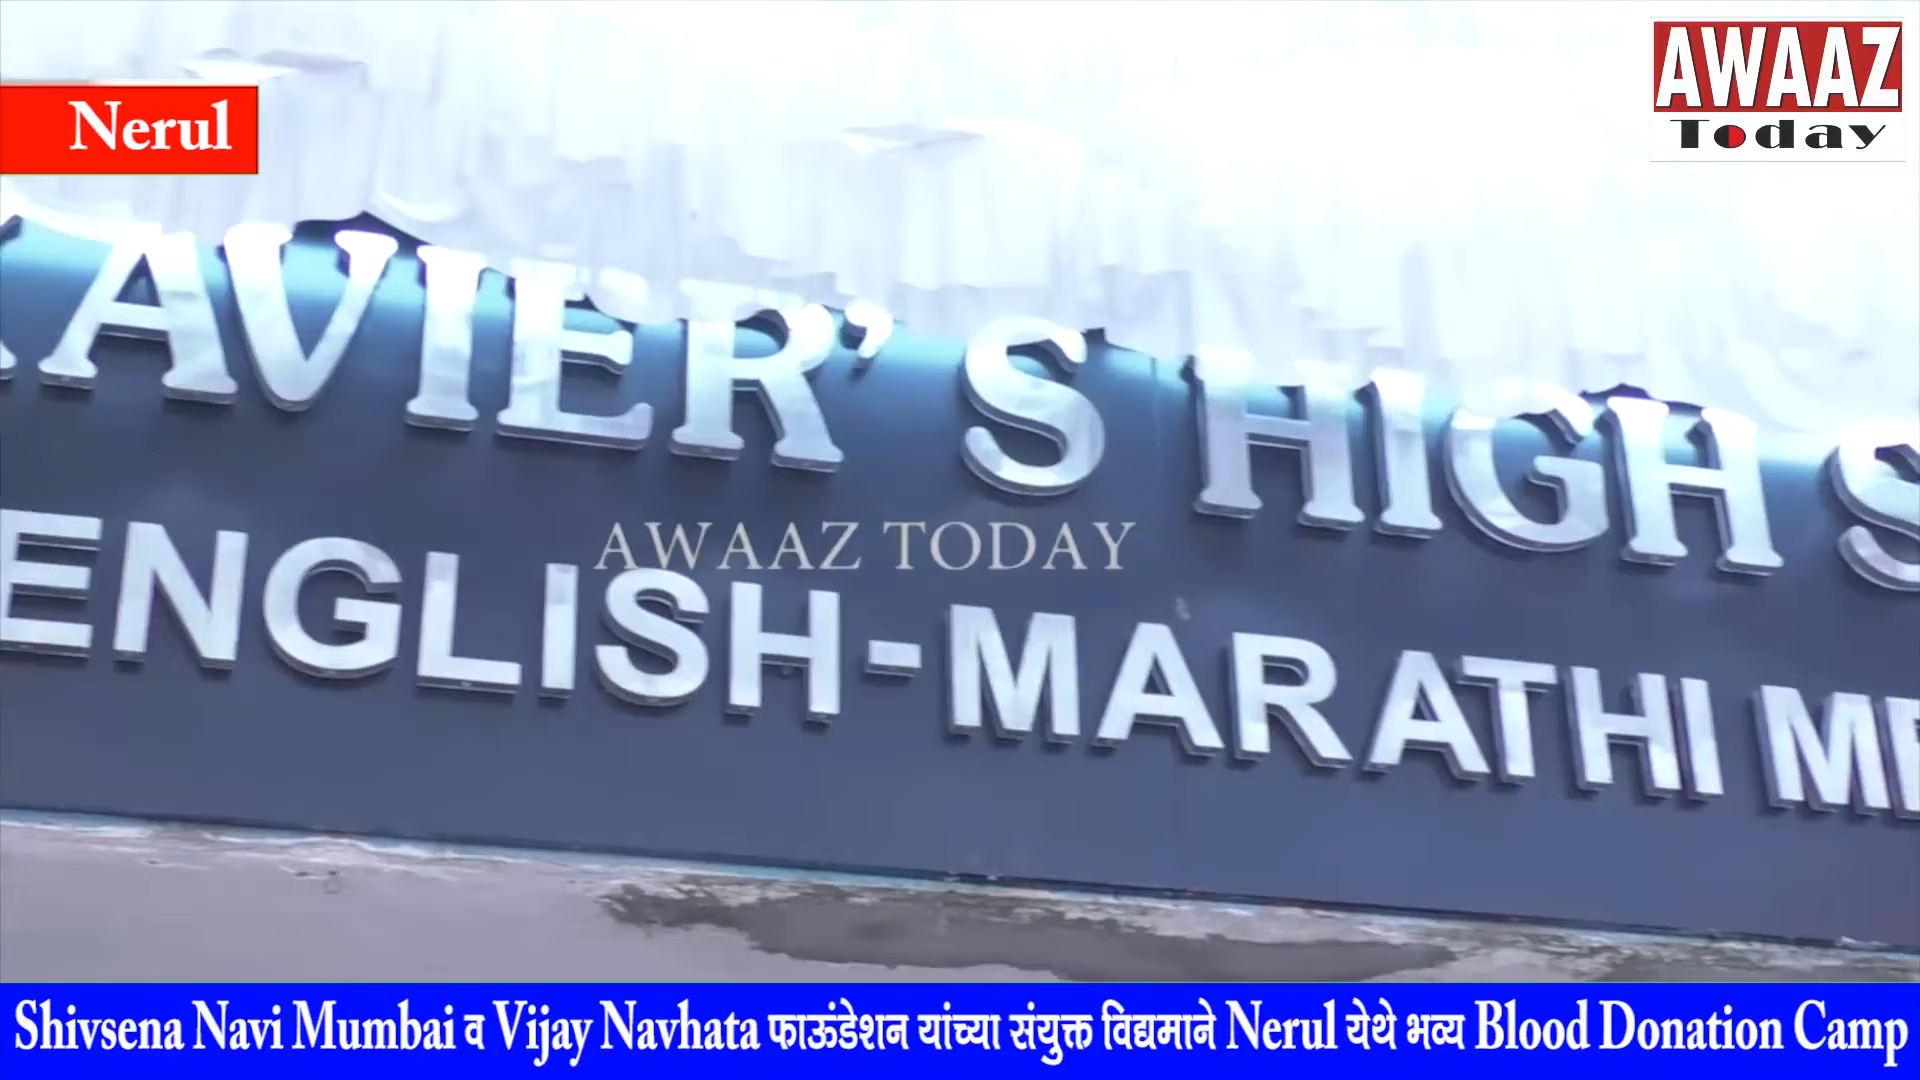 AWAAZ
Today
Nerul
XAVIER'S HIGH S
ENGLISH-MARATHI ME
AWAAZ TODAY
Shivsena Navi Mumbai व Vijay Navhata फाऊंडेशन यांच्या संयुक्त विद्यमाने Nerul येथे भव्य Blood Donation Camp